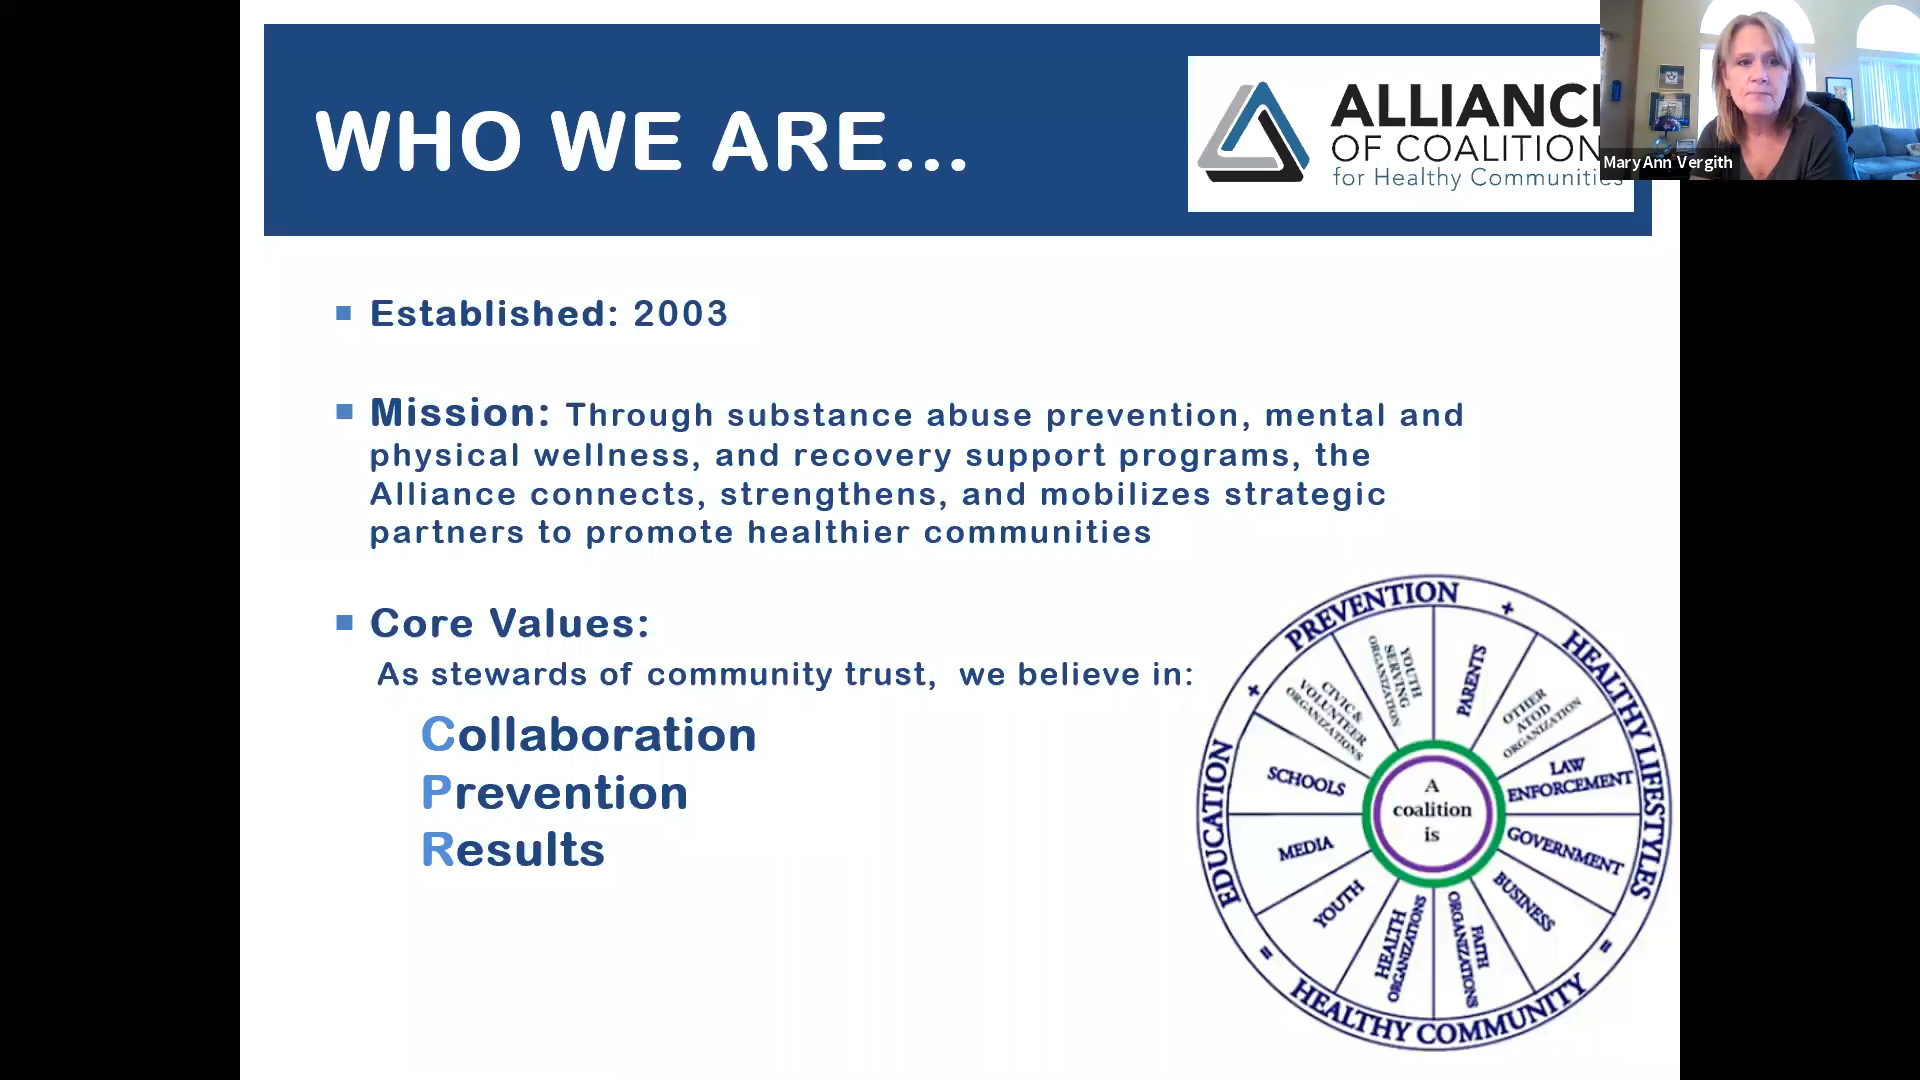 WHO WE ARE...
ALLIANC
OF COALITION
for Healthy Communities
Mary Ann Vergith
Established: 2003
Mission: Through substance abuse prevention, mental and
physical wellness, and recovery support programs, the
Alliance connects, strengthens, and mobilizes strategic
partners to promote healthier communities
Core Values:
As stewards of community trust, we believe in:
Collaboration
Prevention
Results
PREVENTION
+
HEALTHY LIFESTYLES
=
HEALTHY COMMUNITY
=
EDUCATION
+
A
coalition
is
PARENTS
OTHER
ATOD
ORGANIZATION
LAW
ENFORCEMENT
GOVERNMENT
BUSINESS
FAITH
ORGANIZATIONS
HEALTH
ORGANIZATIONS
YOUTH
MEDIA
SCHOOLS
CIVIC &
VOLUNTEER
ORGANIZATIONS
YOUTH
SERVING
ORGANIZATION